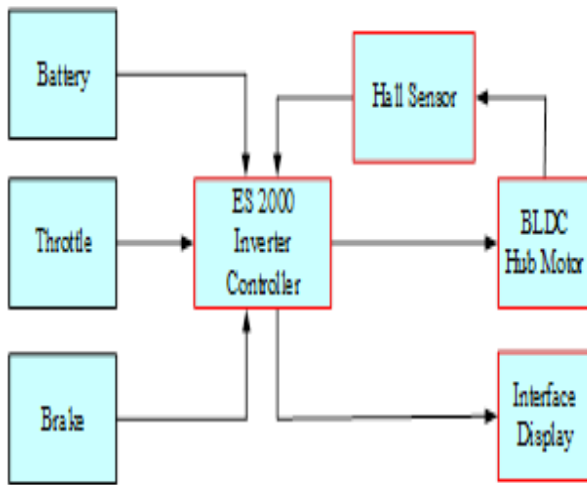 Battery
Hall Sensor
Throttle
ES 2000
Inverter
Controller
BLDC
Hub Motor
Brake
Interface
Display